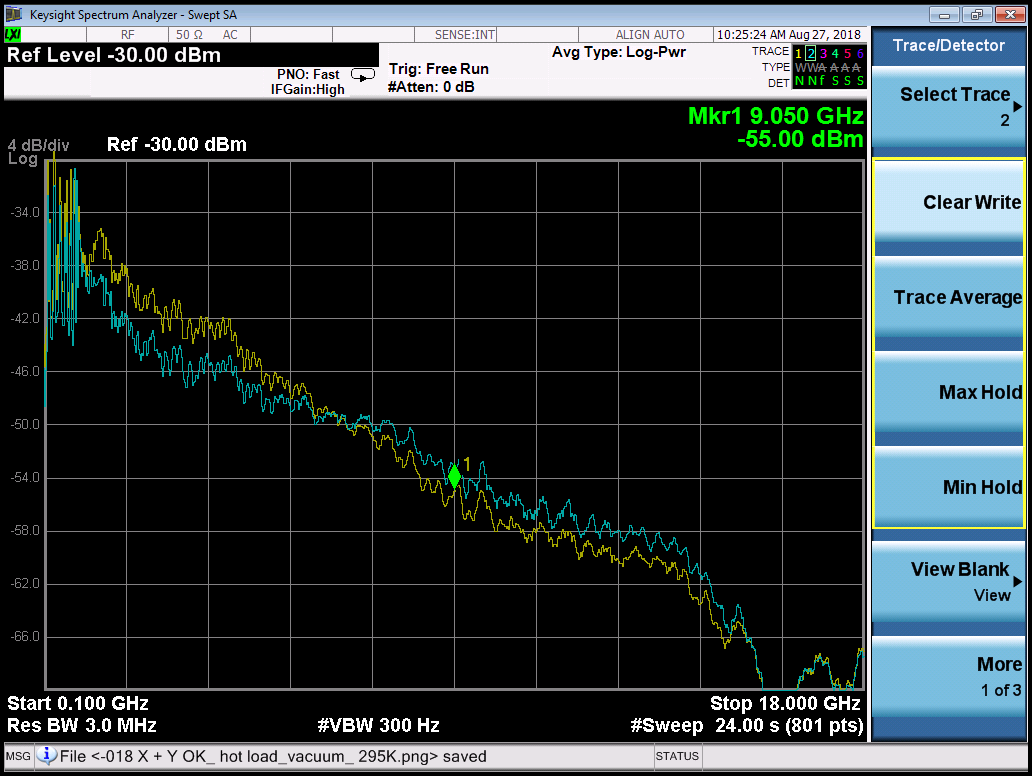 Keysight Spectrum Analyzer - Swept SA
LXI RF 50 Ω AC SENSE:INT ALIGN AUTO 10:25:24 AM Aug 27, 2018
Ref Level -30.00 dBm
PNO: Fast
IFGain:High
Trig: Free Run
#Atten: 0 dB
Avg Type: Log-Pwr
TRACE 1 2 3 4 5 6
TYPE W W A A A A
DET N N f S S S
Mkr1 9.050 GHz
-55.00 dBm
4 dB/div
Log
Ref -30.00 dBm
-34.0
-38.0
-42.0
-46.0
-50.0
-54.0
-58.0
-62.0
-66.0
1
Start 0.100 GHz
Stop 18.000 GHz
Res BW 3.0 MHz
#VBW 300 Hz
#Sweep 24.00 s (801 pts)
MSG File <-018 X + Y OK_ hot load_vacuum_ 295K.png> saved STATUS
Trace/Detector
Select Trace
2
Clear Write
Trace Average
Max Hold
Min Hold
View Blank
View
More
1 of 3